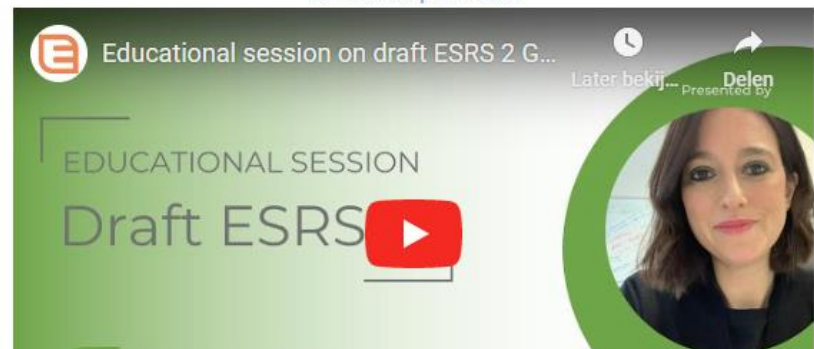 Educational session on draft ESRS 2 G...
Later bekij...
Delen
Presented by
EDUCATIONAL SESSION
Draft ESRS